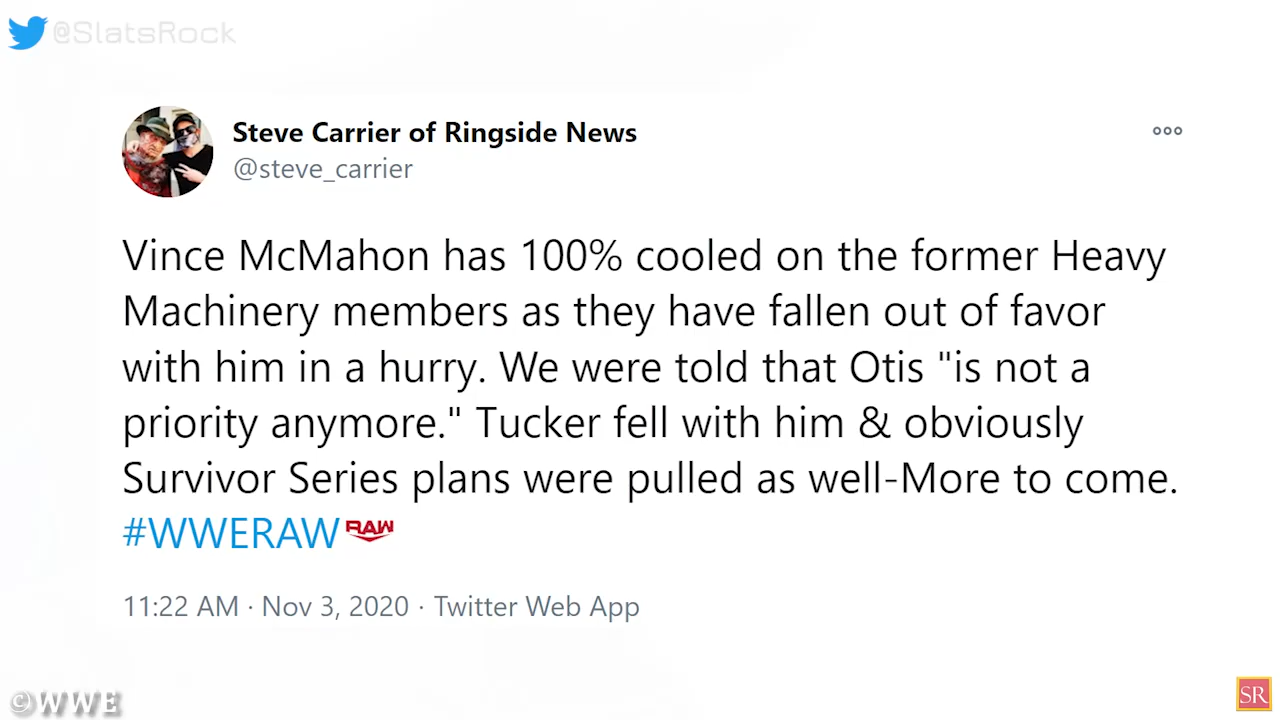 @SlatsRock
Steve Carrier of Ringside News
@steve_carrier
Vince McMahon has 100% cooled on the former Heavy
Machinery members as they have fallen out of favor
with him in a hurry. We were told that Otis "is not a
priority anymore." Tucker fell with him & obviously
Survivor Series plans were pulled as well-More to come.
#WWERAW RAW
11:22 AM · Nov 3, 2020 · Twitter Web App
©WWE
SR